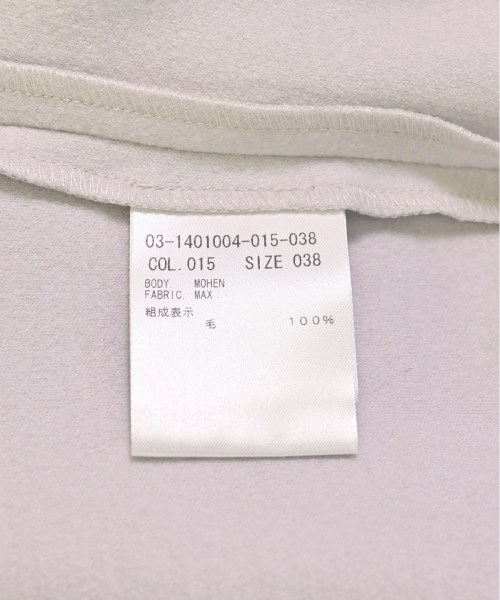 03-1401004-015-038
COL.015 SIZE 038
BODY. MOHEN
FABRIC. MAX
組成表示
毛 100%